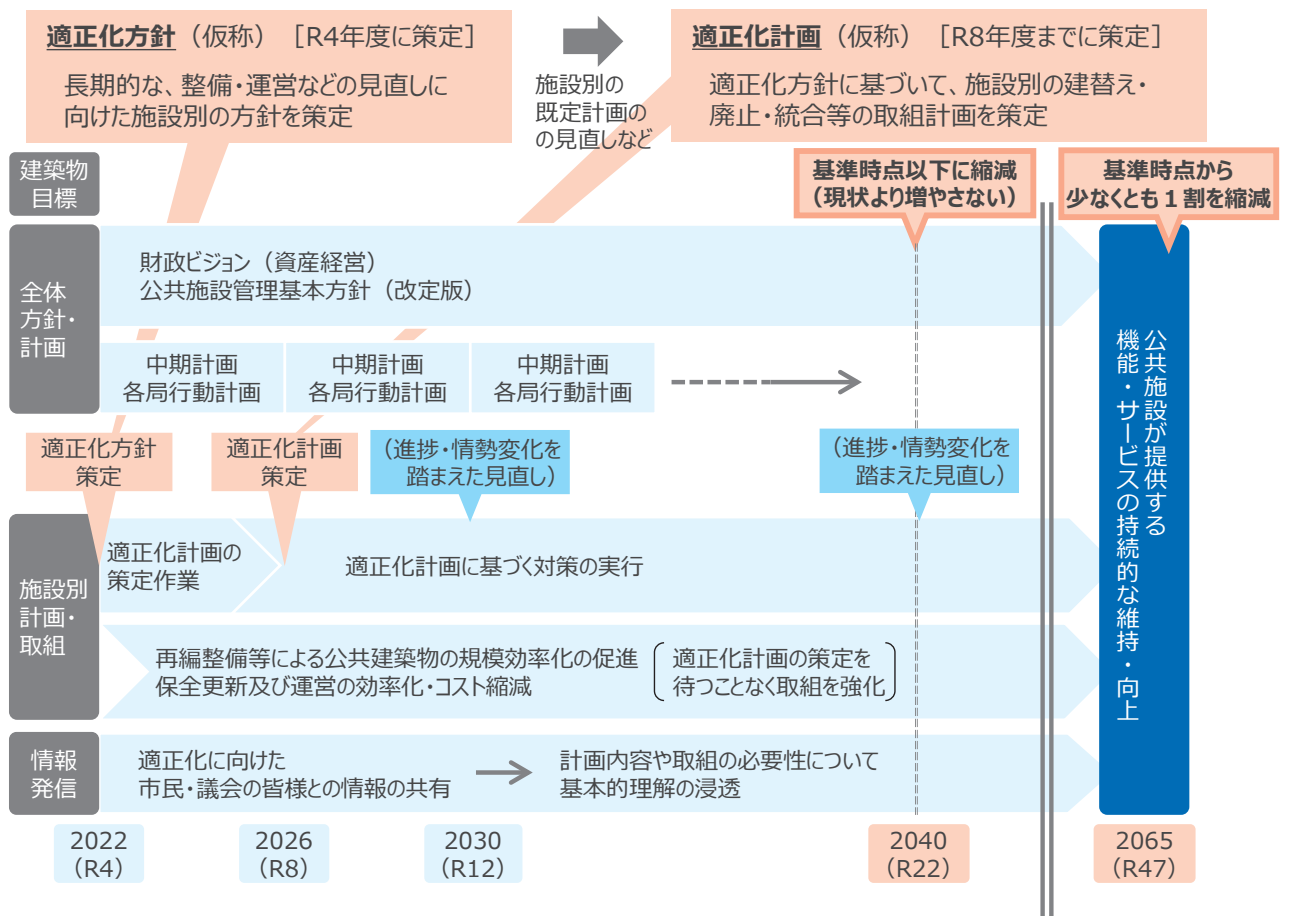 適正化方針（仮称）［R4年度に策定］
長期的な、整備・運営などの見直しに
向けた施設別の方針を策定
施設別の
既定計画の
の見直しなど
適正化計画（仮称）［R8年度までに策定］
適正化方針に基づいて、施設別の建替え・
廃止・統合等の取組計画を策定
建築物
目標
基準時点以下に縮減
（現状より増やさない）
基準時点から
少なくとも１割を縮減
全体
方針・
計画
財政ビジョン（資産経営）
公共施設管理基本方針（改定版）
中期計画
各局行動計画
中期計画
各局行動計画
中期計画
各局行動計画
適正化方針
策定
適正化計画
策定
（進捗・情勢変化を
踏まえた見直し）
（進捗・情勢変化を
踏まえた見直し）
施設別
計画・
取組
適正化計画の
策定作業
適正化計画に基づく対策の実行
再編整備等による公共建築物の規模効率化の促進
保全更新及び運営の効率化・コスト縮減
（適正化計画の策定を
待つことなく取組を強化）
公共施設が提供する
機能・サービスの持続的な維持・向上
情報
発信
適正化に向けた
市民・議会の皆様との情報の共有
計画内容や取組の必要性について
基本的理解の浸透
2022
（R4）
2026
（R8）
2030
（R12）
2040
（R22）
2065
（R47）